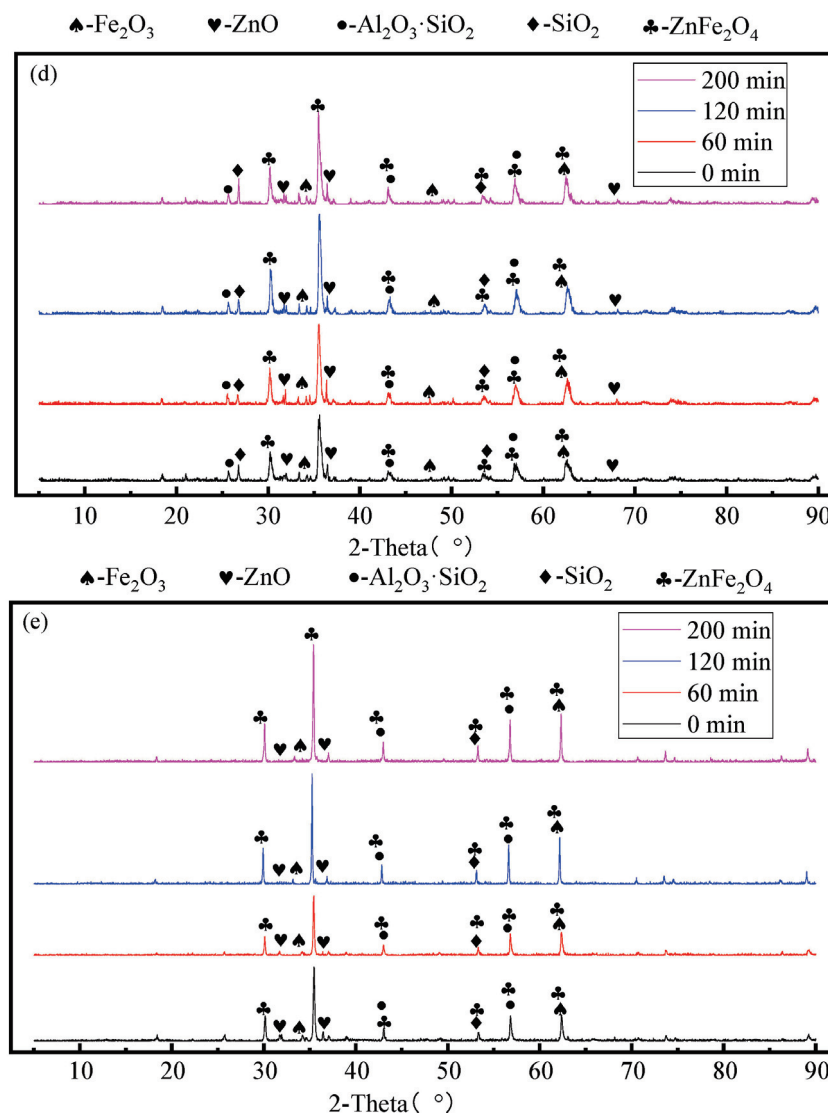 ♠-Fe₂O₃ ♥-ZnO ●-Al₂O₃·SiO₂ ♦-SiO₂ ♣-ZnFe₂O₄
(d)
200 min
120 min
60 min
0 min
10 20 30 40 50 60 70 80 90
2-Theta( °)
♠-Fe₂O₃ ♥-ZnO ●-Al₂O₃·SiO₂ ♦-SiO₂ ♣-ZnFe₂O₄
(e)
200 min
120 min
60 min
0 min
10 20 30 40 50 60 70 80 90
2-Theta( °)